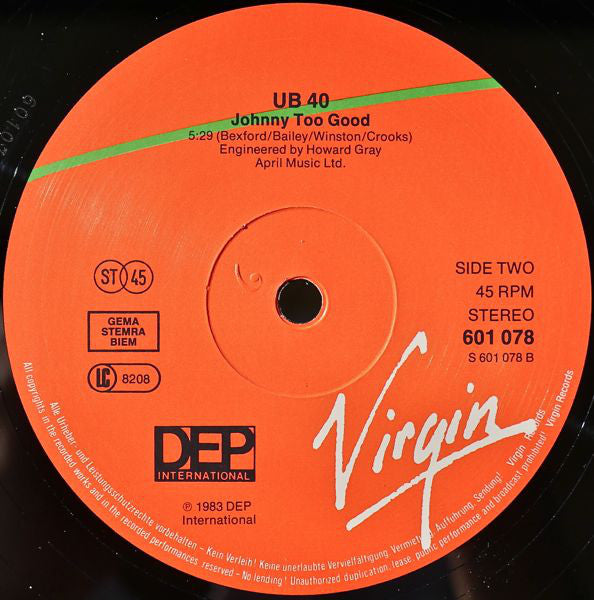 UB 40
Johnny Too Good
5:29 (Bexford/Bailey/Winston/Crooks)
Engineered by Howard Gray
April Music Ltd.
ST 45
GEMA
STEMRA
BIEM
LC 8208
SIDE TWO
45 RPM
STEREO
601 078
S 601 078 B
DEP
INTERNATIONAL
℗ 1983 DEP
International
Virgin
Alle Urheber- und Leistungsschutzrechte vorbehalten – Kein Verleih! Keine unerlaubte Vervielfältigung, Vermietung, Aufführung, Sendung! Virgin Records
All copyrights in the recorded works and in the recorded performances reserved – No lending! Unauthorized duplication, lease, public performance and broadcast prohibited! Virgin Records